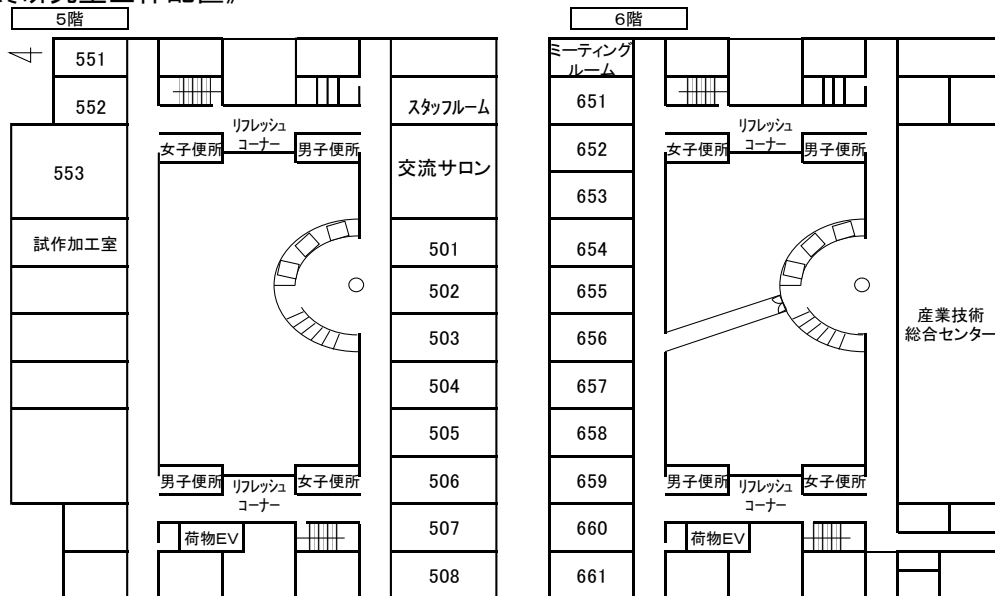 5階
551
552
553
試作加工室
女子便所
リフレッシュ
コーナー
男子便所
スタッフルーム
交流サロン
501
502
503
504
505
506
507
508
男子便所
リフレッシュ
コーナー
女子便所
荷物EV
6階
ミーティング
ルーム
651
652
653
654
655
656
657
658
659
660
661
女子便所
リフレッシュ
コーナー
男子便所
産業技術
総合センター
男子便所
リフレッシュ
コーナー
女子便所
荷物EV